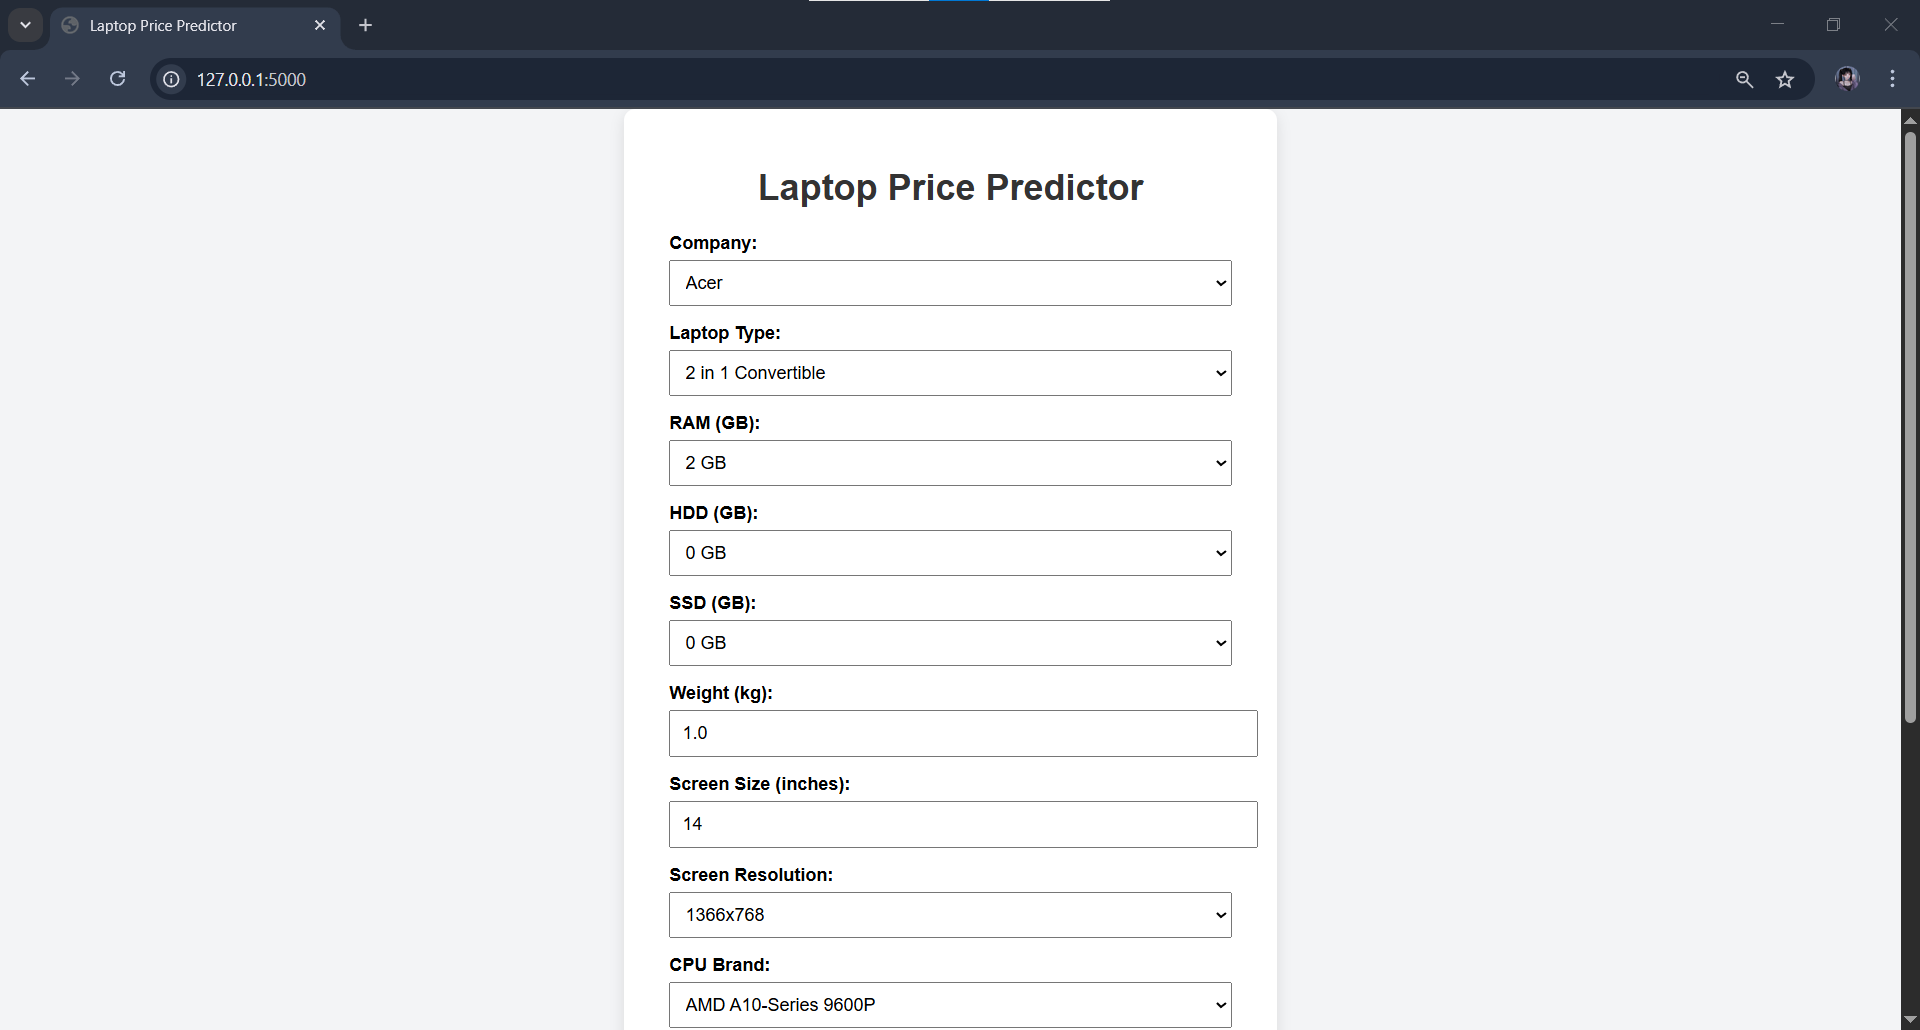 Laptop Price Predictor
127.0.0.1:5000
Laptop Price Predictor
Company:
Acer
Laptop Type:
2 in 1 Convertible
RAM (GB):
2 GB
HDD (GB):
0 GB
SSD (GB):
0 GB
Weight (kg):
1.0
Screen Size (inches):
14
Screen Resolution:
1366x768
CPU Brand:
AMD A10-Series 9600P